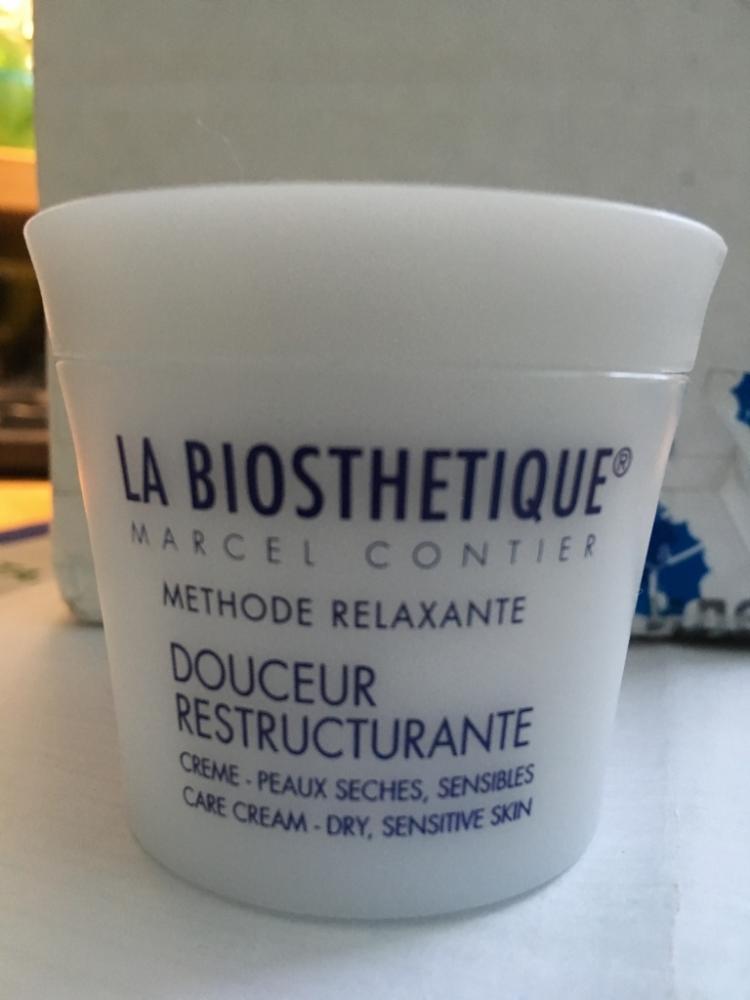 LA BIOSTHETIQUE®
MARCEL CONTIER
METHODE RELAXANTE
DOUCEUR
RESTRUCTURANTE
CREME - PEAUX SECHES, SENSIBLES
CARE CREAM - DRY, SENSITIVE SKIN